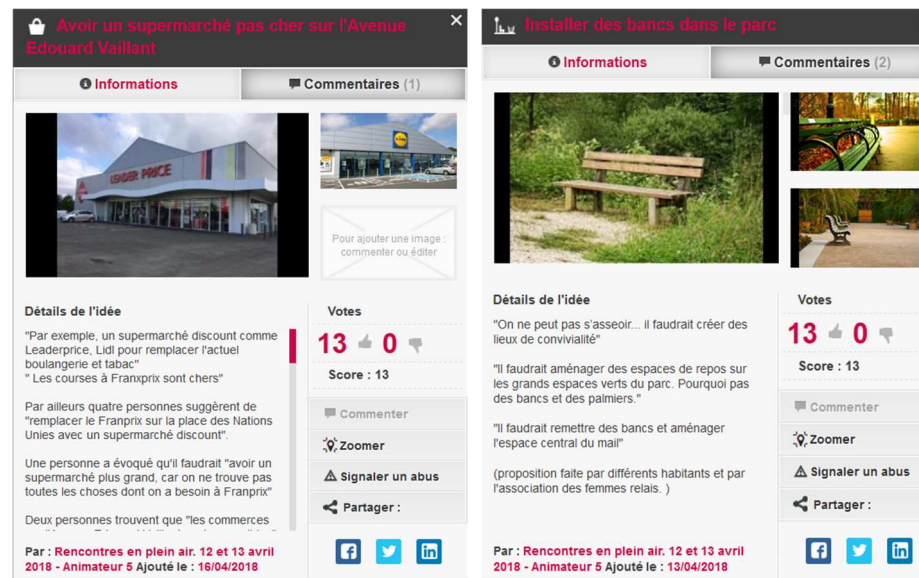 Avoir un supermarché pas cher sur l'Avenue
Edouard Vaillant
Informations
Commentaires (1)
LEADER PRICE
Pour ajouter une image :
commenter ou éditer
Détails de l'idée
"Par exemple, un supermarché discount comme
Leaderprice, Lidl pour remplacer l'actuel
boulangerie et tabac"
" Les courses à Franxprix sont chers"
Par ailleurs quatre personnes suggèrent de
"remplacer le Franprix sur la place des Nations
Unies avec un supermarché discount".
Une personne a évoqué qu'il faudrait "avoir un
supermarché plus grand, car on ne trouve pas
toutes les choses dont on a besoin à Franprix"
Deux personnes trouvent que "les commerces
Votes
13 0
Score : 13
Commenter
Zoomer
Signaler un abus
Partager :
Par : Rencontres en plein air. 12 et 13 avril
2018 - Animateur 5 Ajouté le : 16/04/2018
Installer des bancs dans le parc
Informations
Commentaires (2)
Détails de l'idée
"On ne peut pas s'asseoir... il faudrait créer des
lieux de convivialité"
"Il faudrait aménager des espaces de repos sur
les grands espaces verts du parc. Pourquoi pas
des bancs et des palmiers."
"Il faudrait remettre des bancs et aménager
l'espace central du mail"
(proposition faite par différents habitants et par
l'association des femmes relais. )
Votes
13 0
Score : 13
Commenter
Zoomer
Signaler un abus
Partager :
Par : Rencontres en plein air. 12 et 13 avril
2018 - Animateur 5 Ajouté le : 13/04/2018